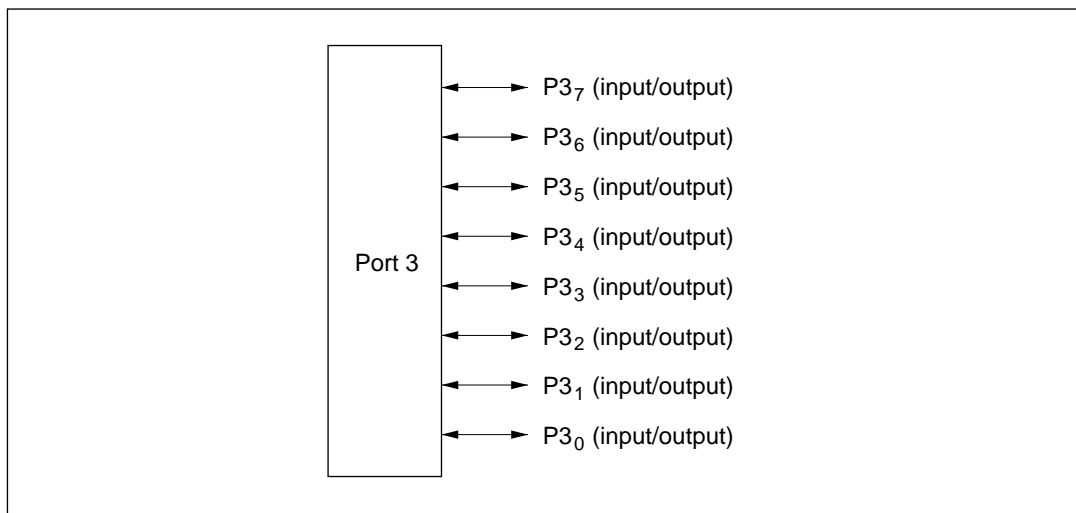 P3₇ (input/output)
P3₆ (input/output)
P3₅ (input/output)
P3₄ (input/output)
Port 3
P3₃ (input/output)
P3₂ (input/output)
P3₁ (input/output)
P3₀ (input/output)